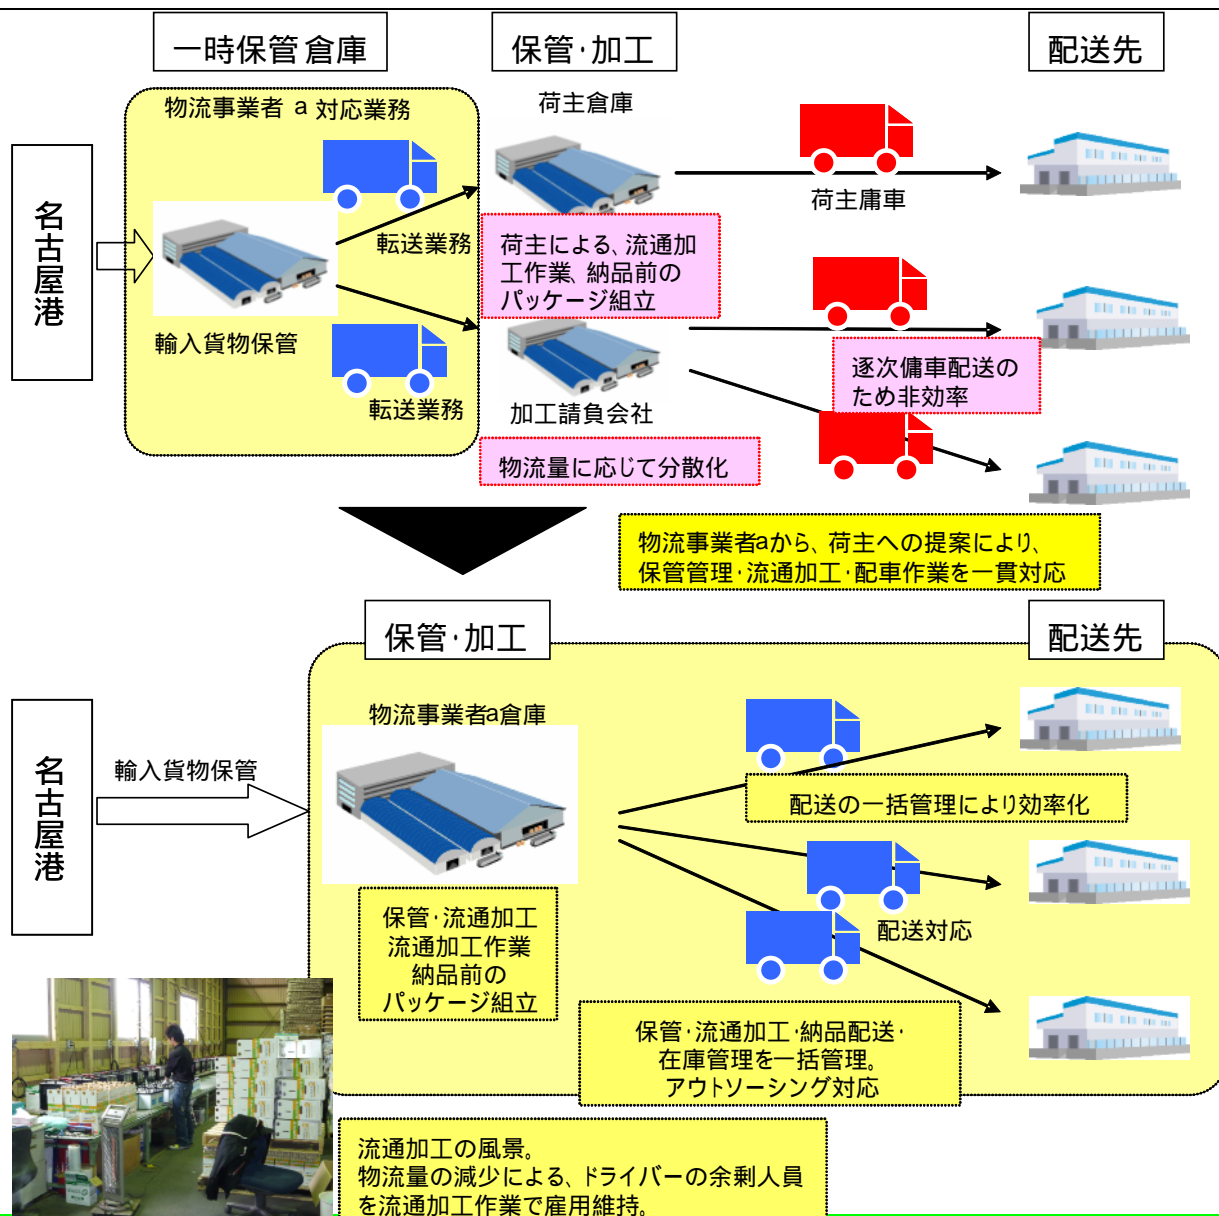 一時保管倉庫
保管・加工
配送先
物流事業者 a 対応業務
荷主倉庫
名古屋港
転送業務
荷主庸車
荷主による、流通加
工作業、納品前の
パッケージ組立
輸入貨物保管
逐次傭車配送の
ため非効率
転送業務
加工請負会社
物流量に応じて分散化
物流事業者aから、荷主への提案により、
保管管理・流通加工・配車作業を一貫対応
保管・加工
配送先
物流事業者a倉庫
名古屋港
輸入貨物保管
配送の一括管理により効率化
保管・流通加工
流通加工作業
納品前の
パッケージ組立
配送対応
保管・流通加工・納品配送・
在庫管理を一括管理。
アウトソーシング対応
流通加工の風景。
物流量の減少による、ドライバーの余剰人員
を流通加工作業で雇用維持。